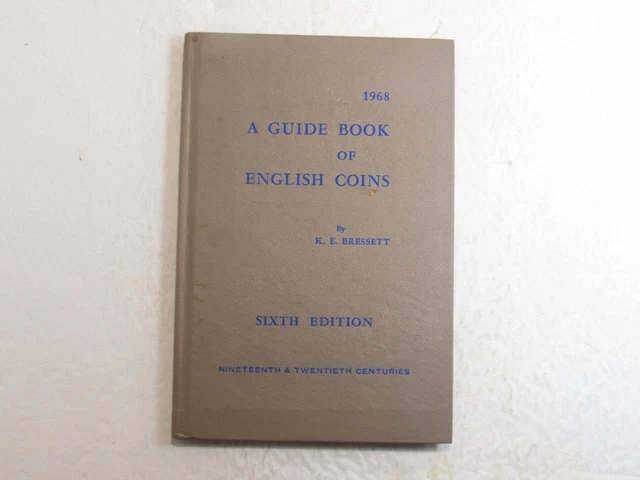 1968
A GUIDE BOOK
OF
ENGLISH COINS
By
K. E. BRESSETT
SIXTH EDITION
NINETEENTH & TWENTIETH CENTURIES